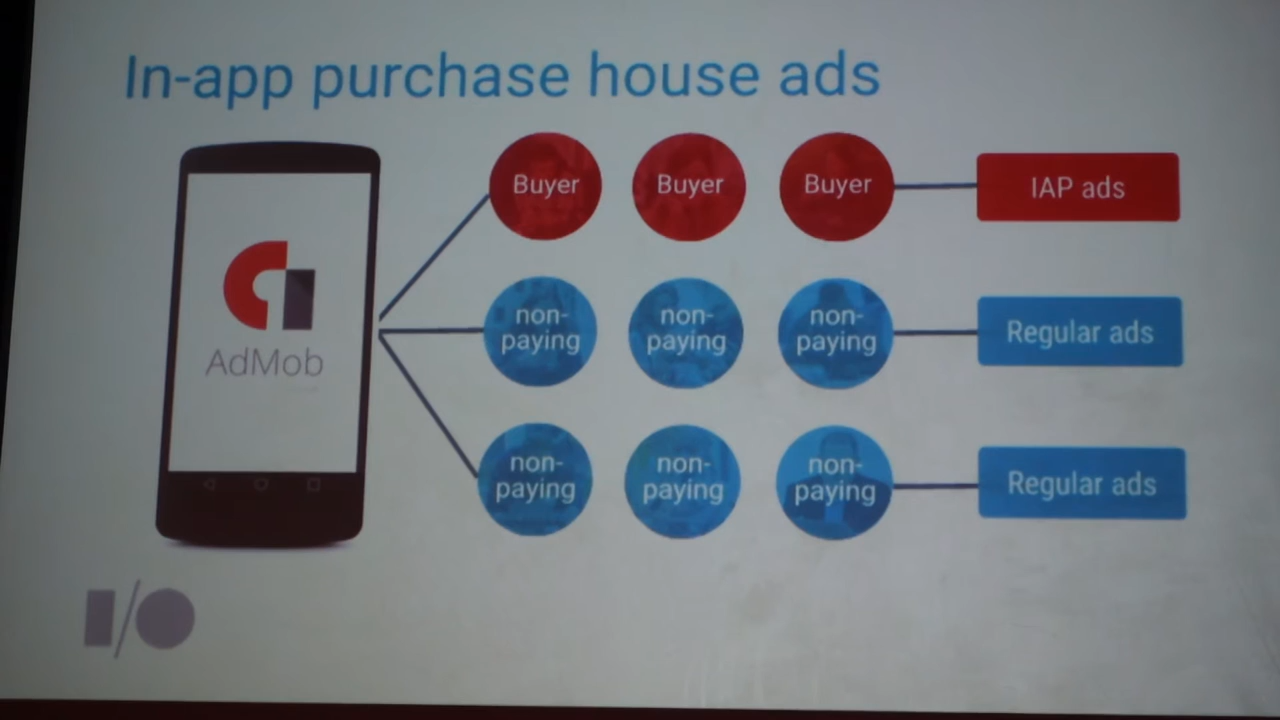 In-app purchase house ads
Buyer
Buyer
Buyer
IAP ads
AdMob
non-
paying
non-
paying
non-
paying
Regular ads
non-
paying
non-
paying
non-
paying
Regular ads
I/O